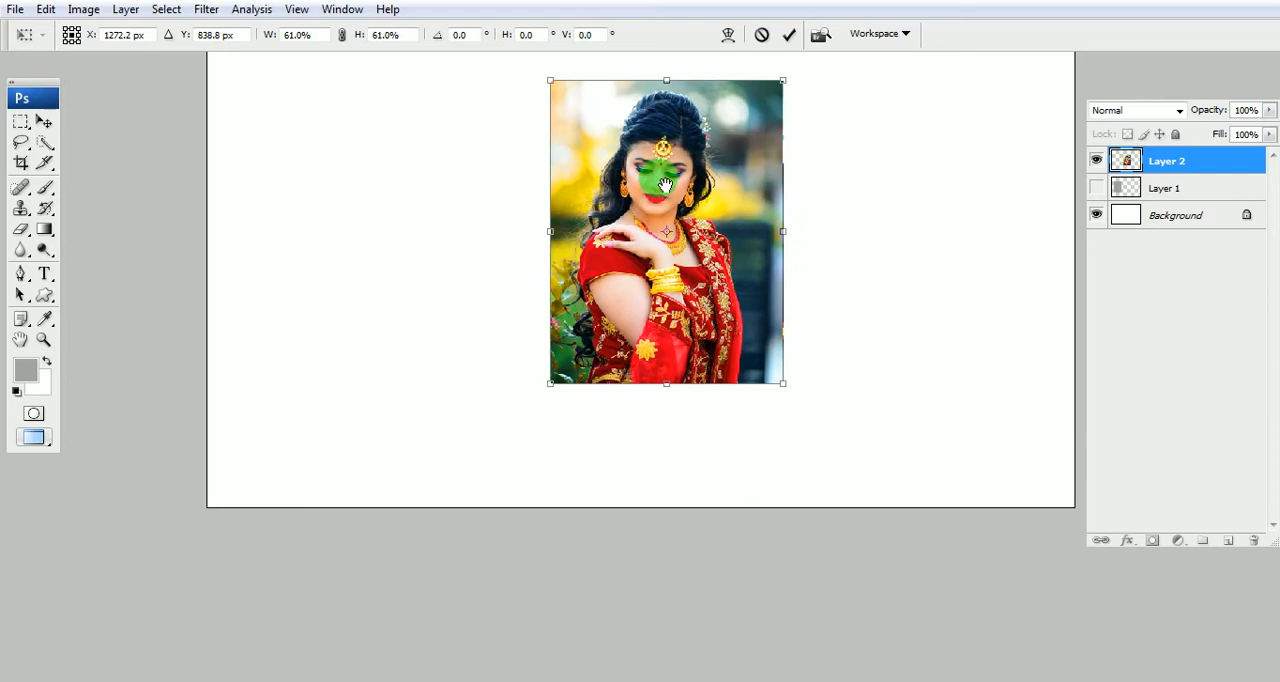 File Edit Image Layer Select Filter Analysis View Window Help
X: 1272.2 px Y: 838.8 px W: 61.0% H: 61.0% 0.0 ° H: 0.0 ° V: 0.0 ° Workspace
Ps
Normal Opacity: 100%
Lock: Fill: 100%
Layer 2
Layer 1
Background